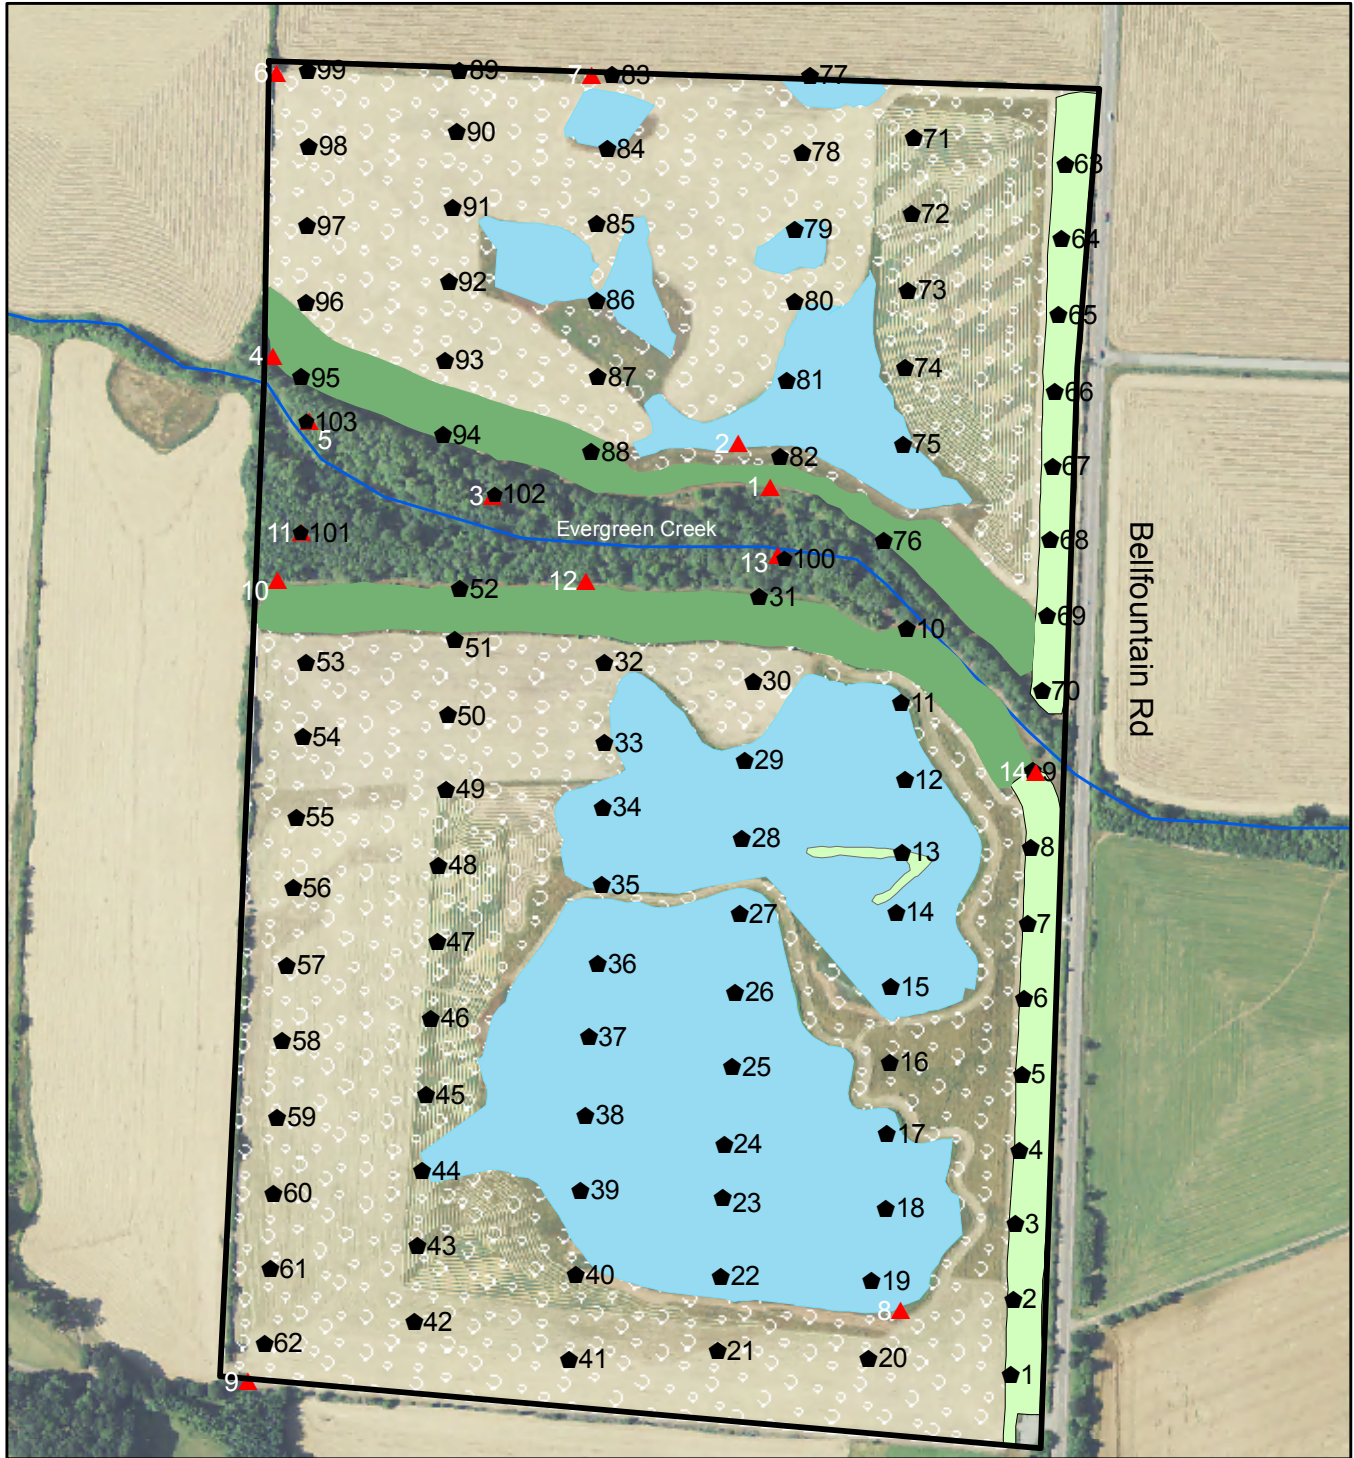 6 99 89 7 83 77
98 90 84 78 71 63
97 91 85 79 72 64
96 92 86 80 73 65
4 95 93 87 81 74 66
103 5 94 88 2 82 75 67
3 102 1
11 101 Evergreen Creek 13 100 76 68
10 52 12 31 10 69
53 51 32 30 11 70
Bellfountain Rd
54 50 33 29 12 14 9
55 49 34 28 13 8
56 48 35 27 14 7
57 47 36 26 15 6
58 46 37 25 16 5
59 45 38 24 17 4
60 44 39 23 18 3
61 43 40 22 19 8 2
62 42 41 21 20 1
9